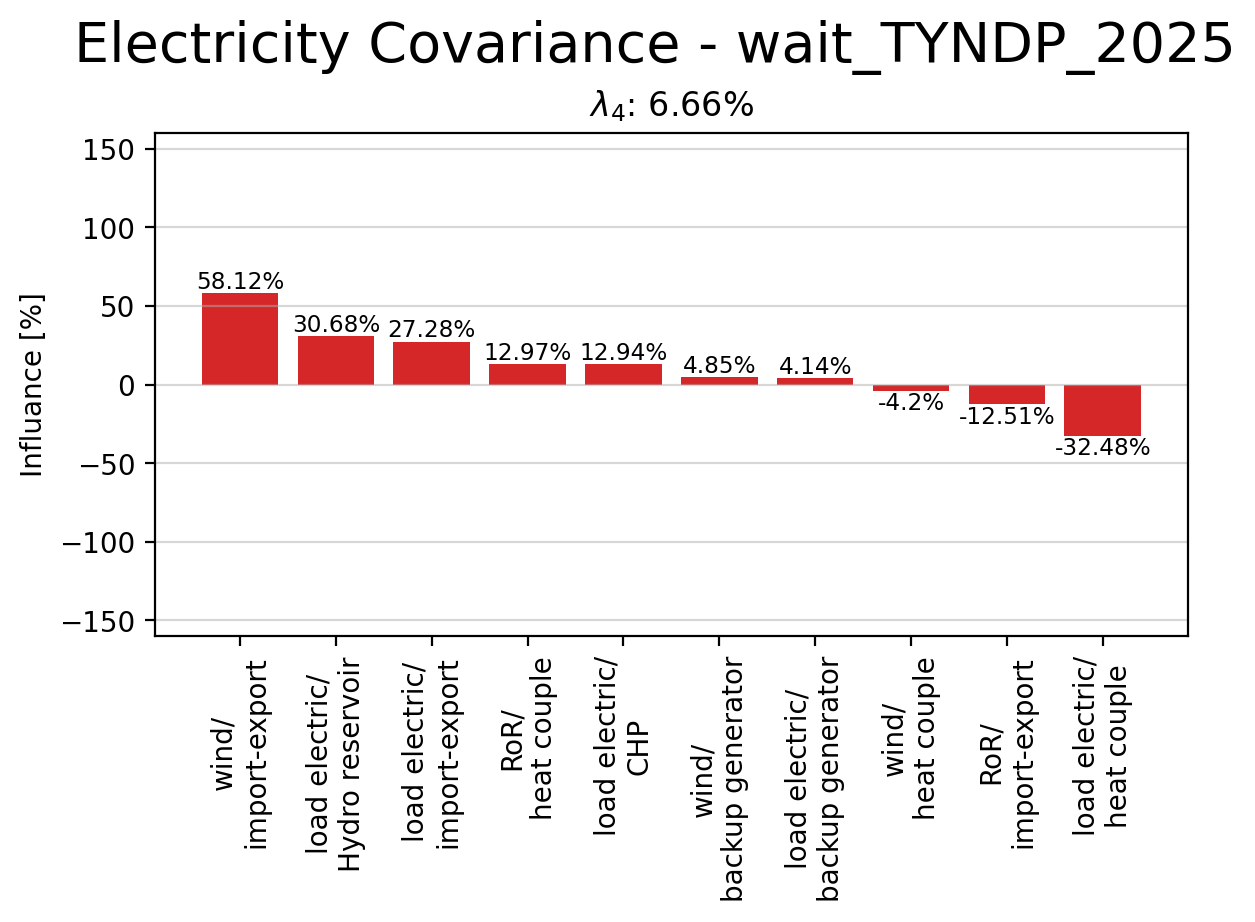 Electricity Covariance - wait_TYNDP_2025
λ4: 6.66%
Influance [%]
150
100
50
0
−50
−100
−150
58.12%
30.68%
27.28%
12.97%
12.94%
4.85%
4.14%
-4.2%
-12.51%
-32.48%
wind/
import-export
load electric/
Hydro reservoir
load electric/
import-export
RoR/
heat couple
load electric/
CHP
wind/
backup generator
load electric/
backup generator
wind/
heat couple
RoR/
import-export
load electric/
heat couple